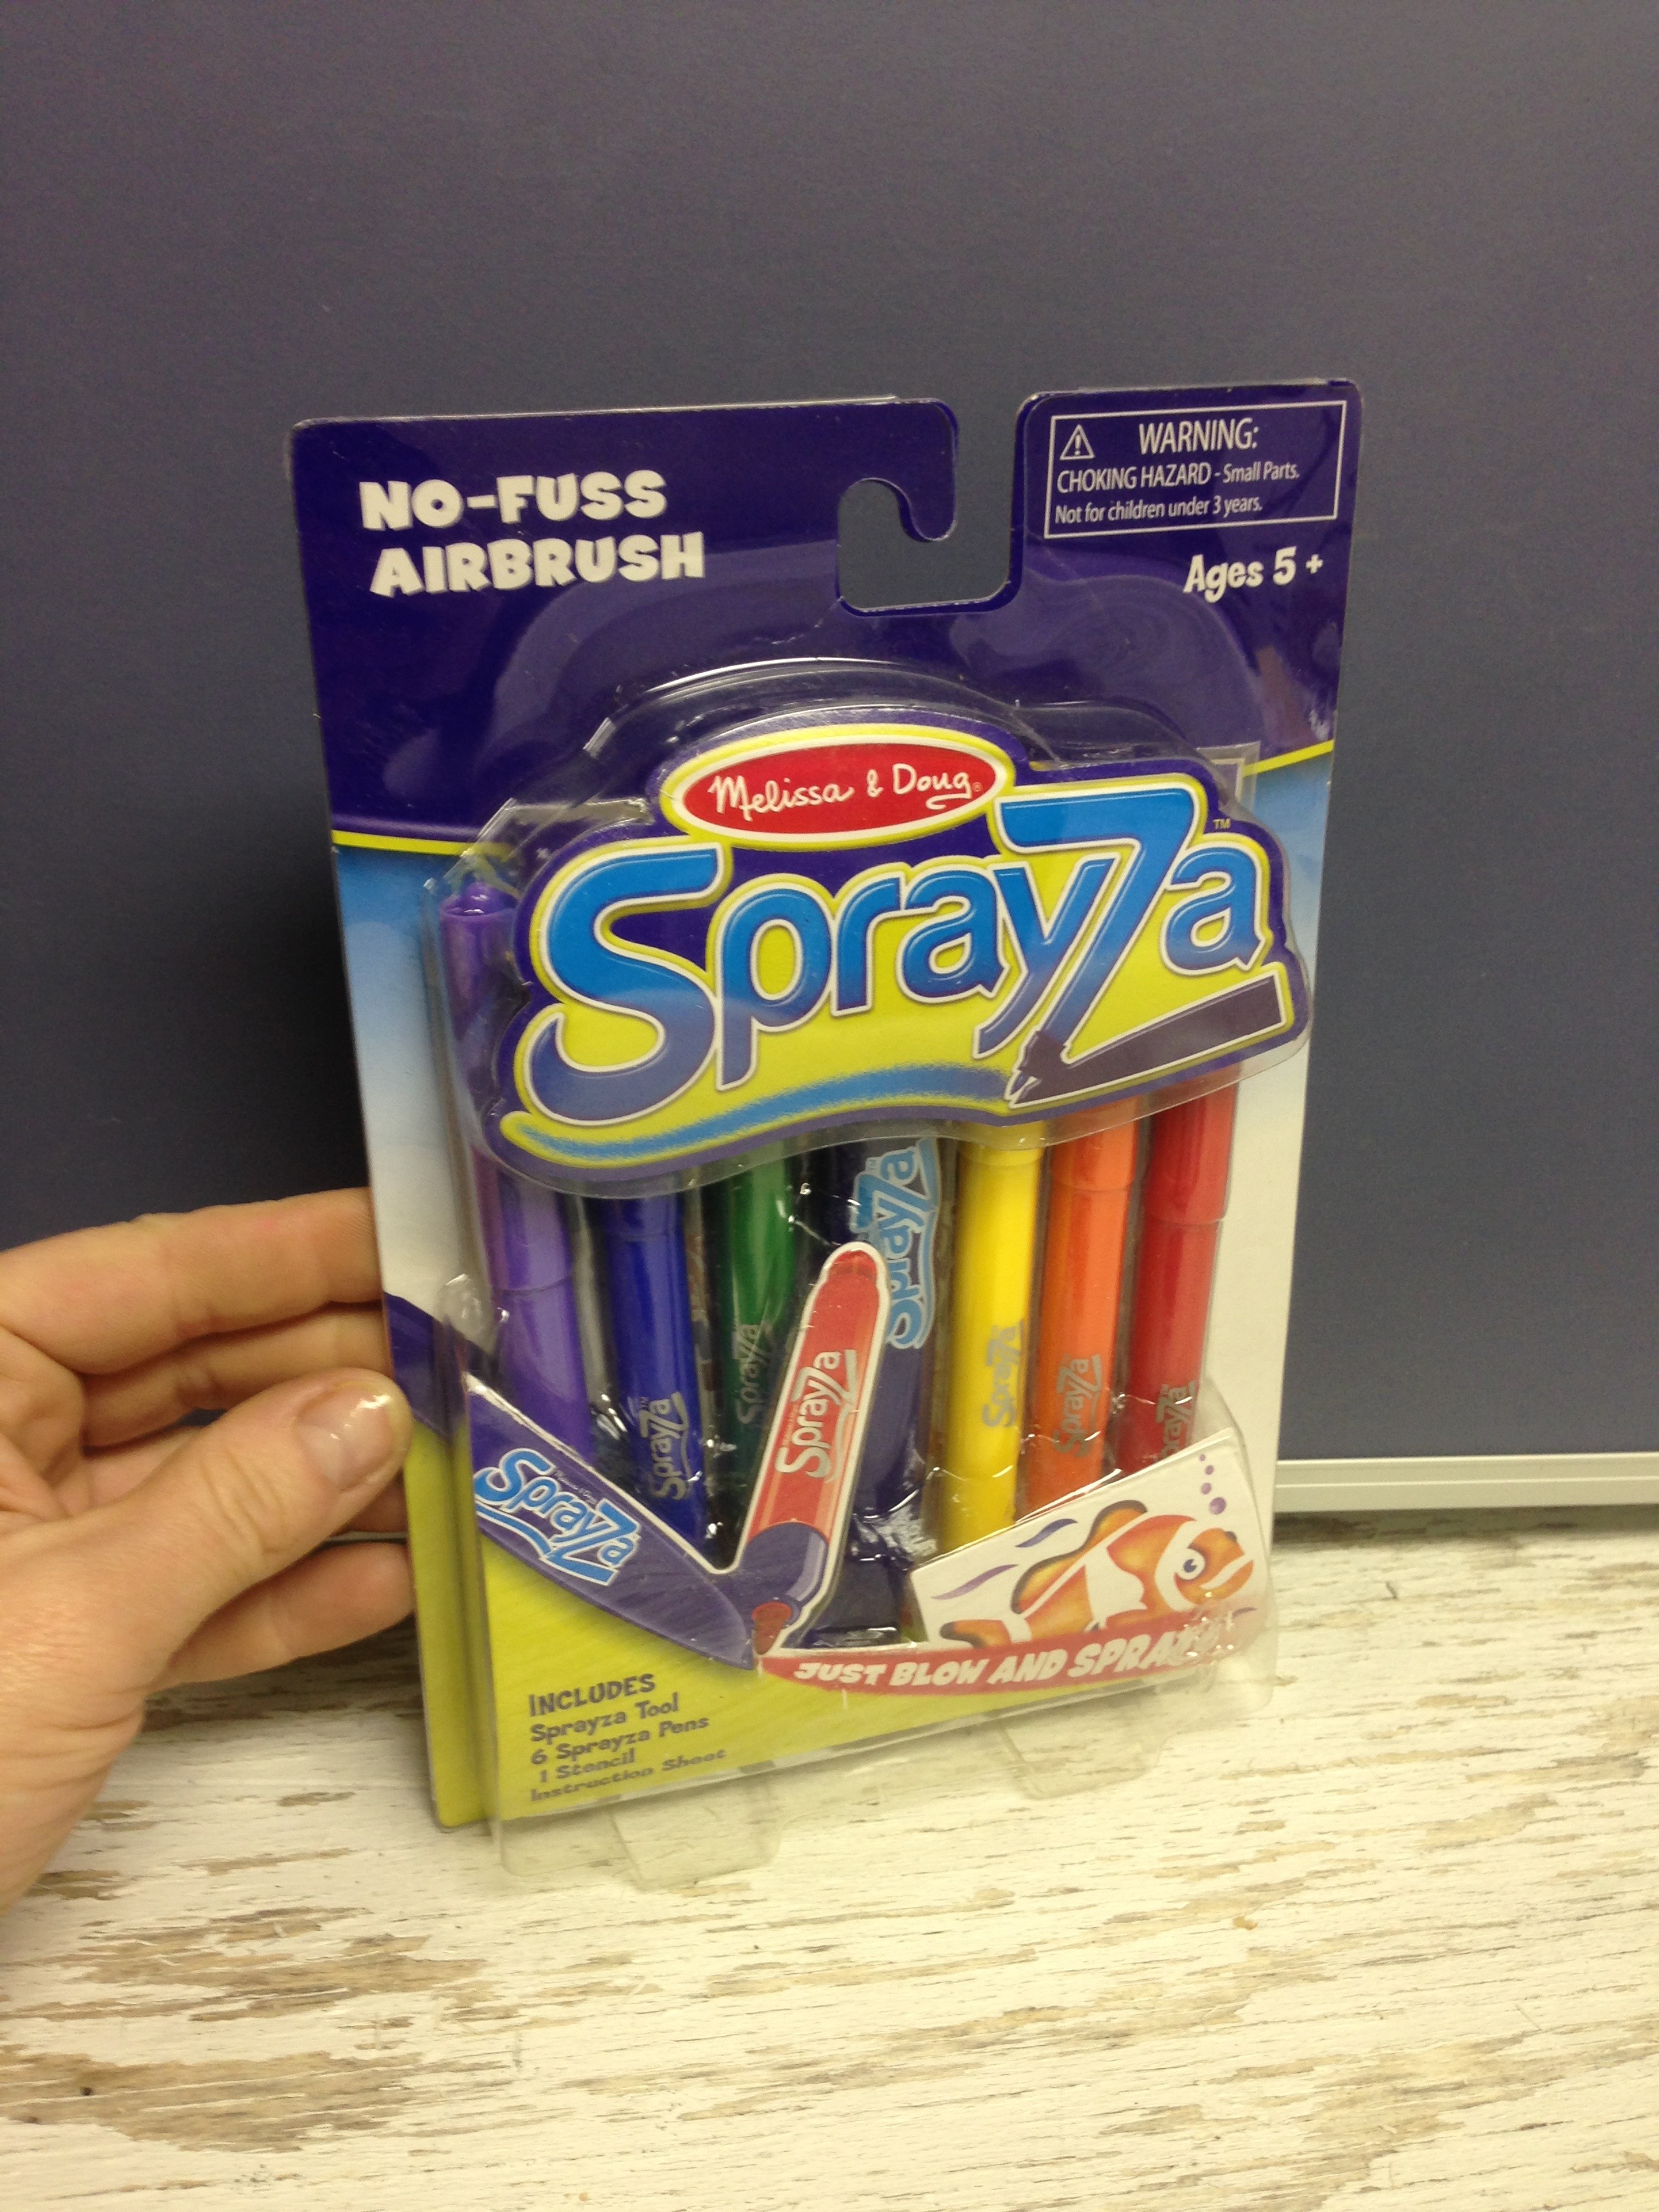 NO-FUSS
AIRBRUSH
WARNING:
CHOKING HAZARD - Small Parts.
Not for children under 3 years.
Ages 5 +
Melissa & Doug®
SprayZa™
SprayZa
SprayZa
SprayZa
SprayZa
SprayZa
SprayZa
SprayZa
SprayZa
JUST BLOW AND
INCLUDES
Sprayza Tool
6 Sprayza Pens
1 Stencil
Instruction Sheet